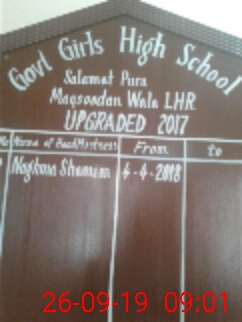 Govt Girls High School
Salamat Pura
Maqsoodan Wala LHR.
UPGRADED 2017
No Name of HeadMistress From to
Naghma Shamim 4-4-2018
26-09-19 09:01